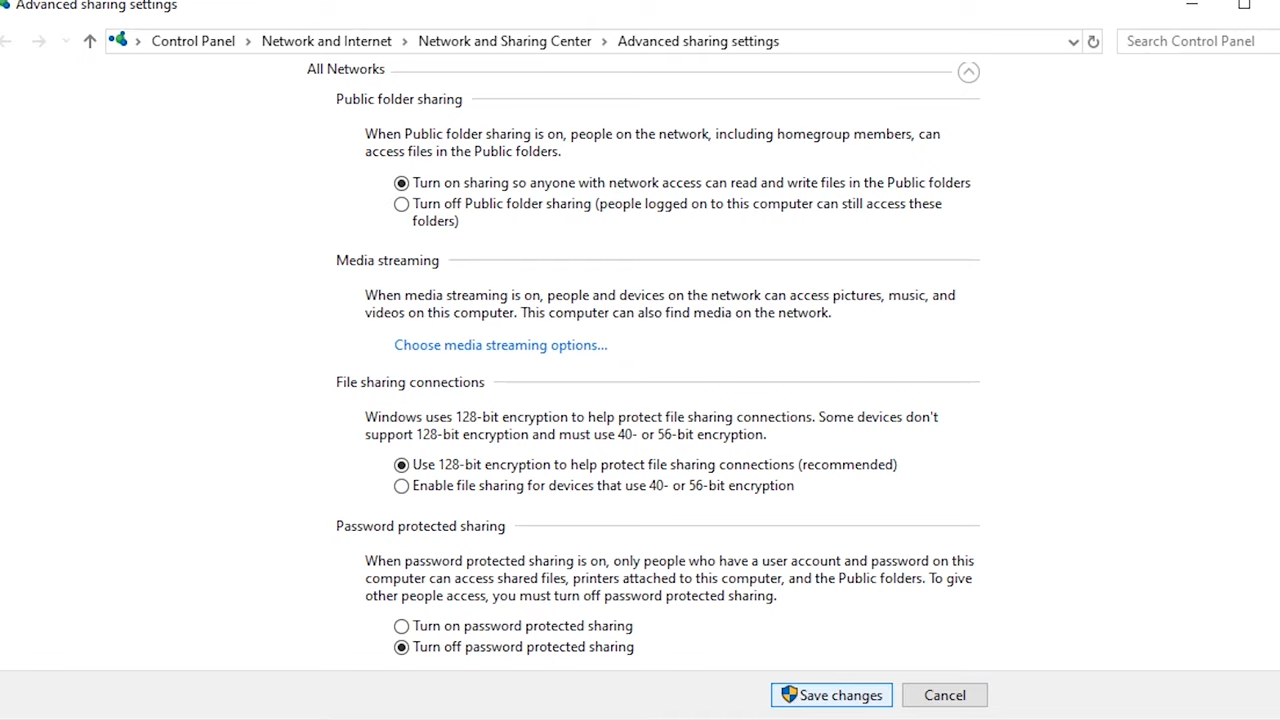 Advanced sharing settings
Control Panel > Network and Internet > Network and Sharing Center > Advanced sharing settings
Search Control Panel
All Networks
Public folder sharing
When Public folder sharing is on, people on the network, including homegroup members, can
access files in the Public folders.
Turn on sharing so anyone with network access can read and write files in the Public folders
Turn off Public folder sharing (people logged on to this computer can still access these
folders)
Media streaming
When media streaming is on, people and devices on the network can access pictures, music, and
videos on this computer. This computer can also find media on the network.
Choose media streaming options...
File sharing connections
Windows uses 128-bit encryption to help protect file sharing connections. Some devices don't
support 128-bit encryption and must use 40- or 56-bit encryption.
Use 128-bit encryption to help protect file sharing connections (recommended)
Enable file sharing for devices that use 40- or 56-bit encryption
Password protected sharing
When password protected sharing is on, only people who have a user account and password on this
computer can access shared files, printers attached to this computer, and the Public folders. To give
other people access, you must turn off password protected sharing.
Turn on password protected sharing
Turn off password protected sharing
Save changes
Cancel